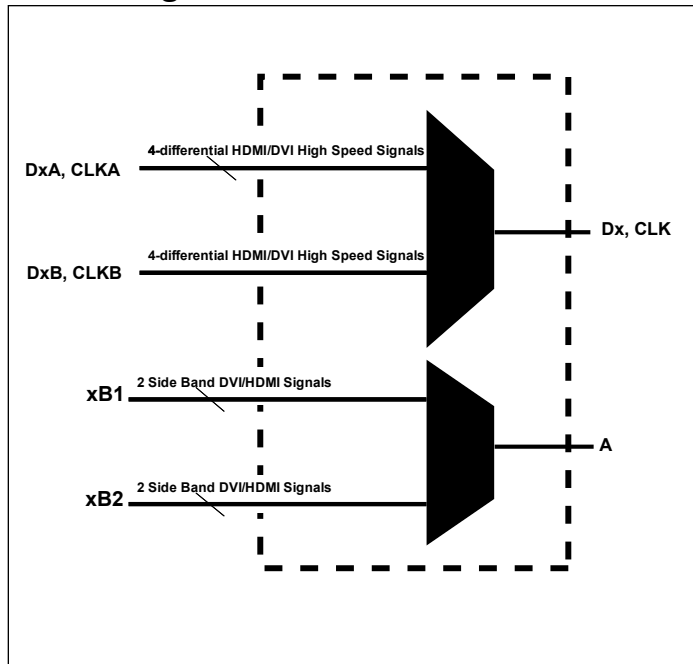 4-differential HDMI/DVI High Speed Signals
DxA, CLKA
Dx, CLK
4-differential HDMI/DVI High Speed Signals
DxB, CLKB
2 Side Band DVI/HDMI Signals
xB1
A
2 Side Band DVI/HDMI Signals
xB2